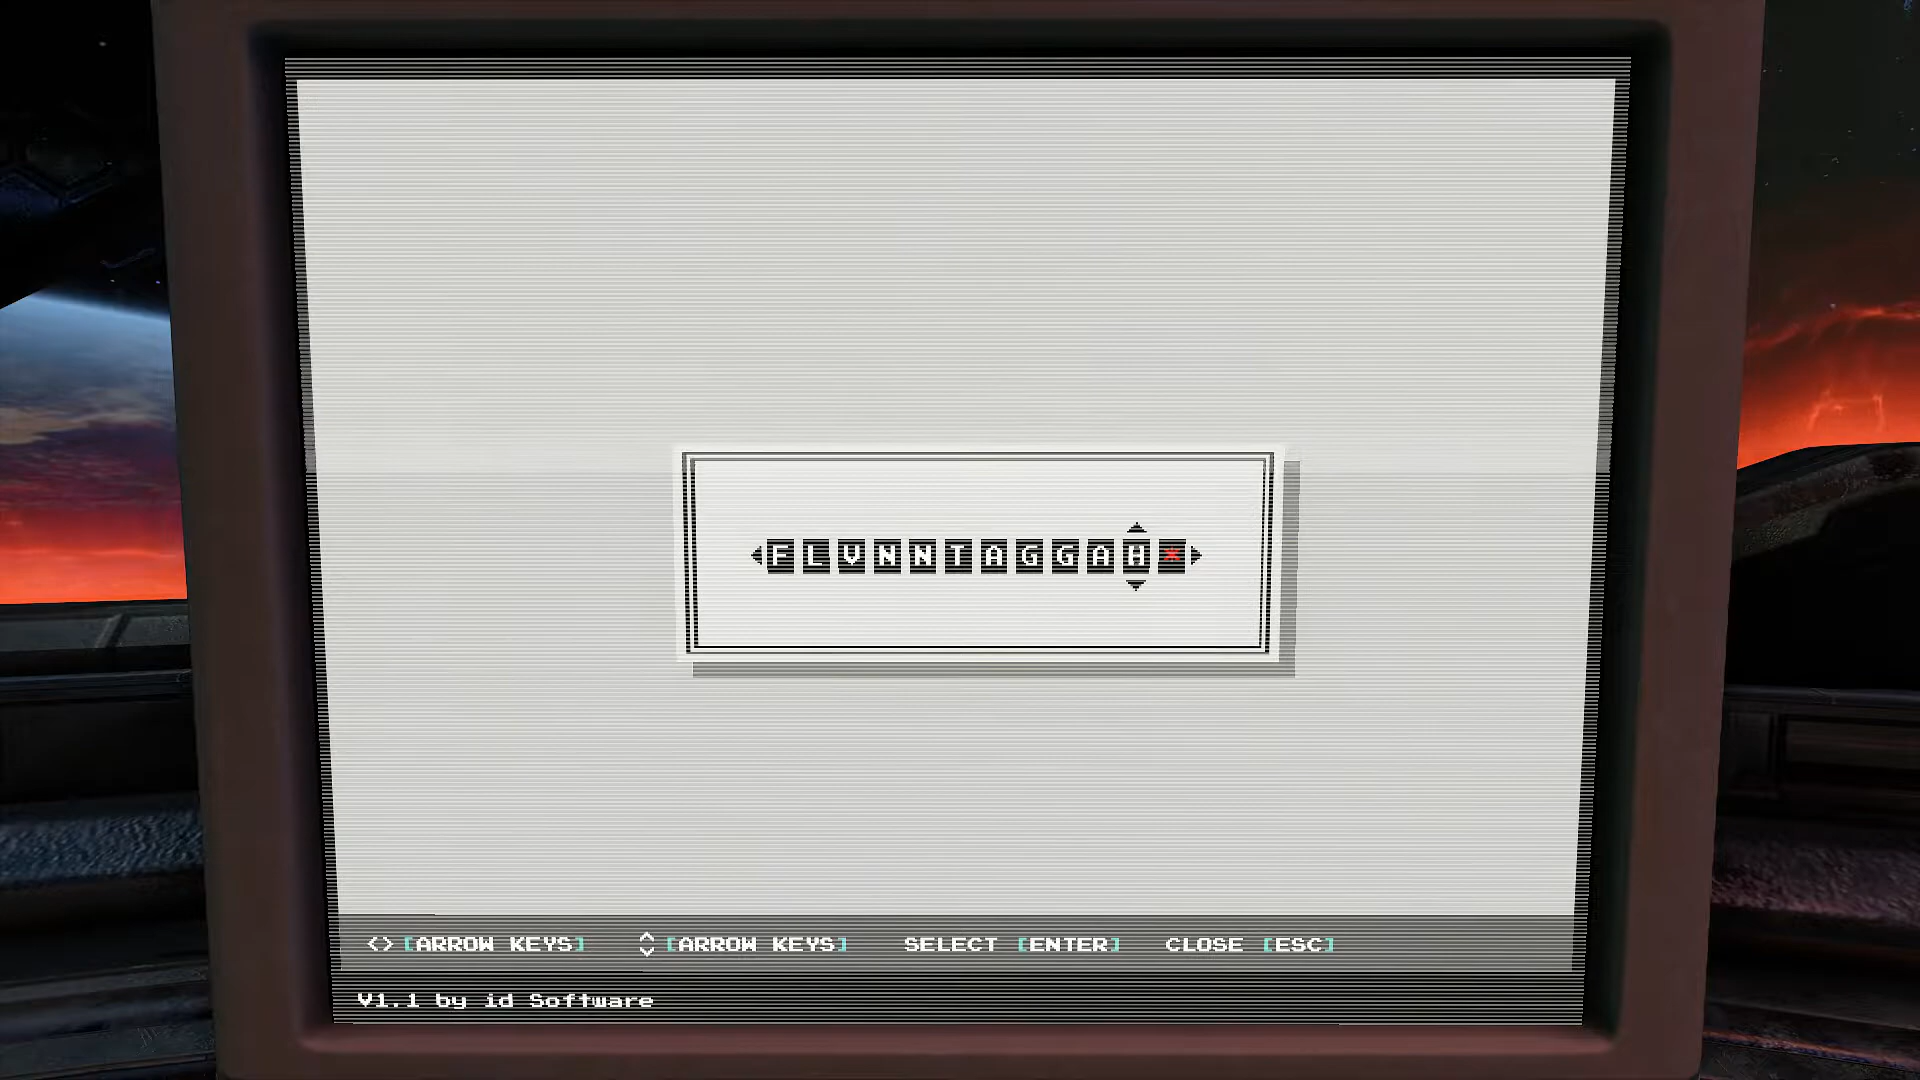 FLVNNTAGGAH*
<> [ARROW KEYS] [ARROW KEYS] SELECT [ENTER] CLOSE [ESC]
V1.1 by id Software